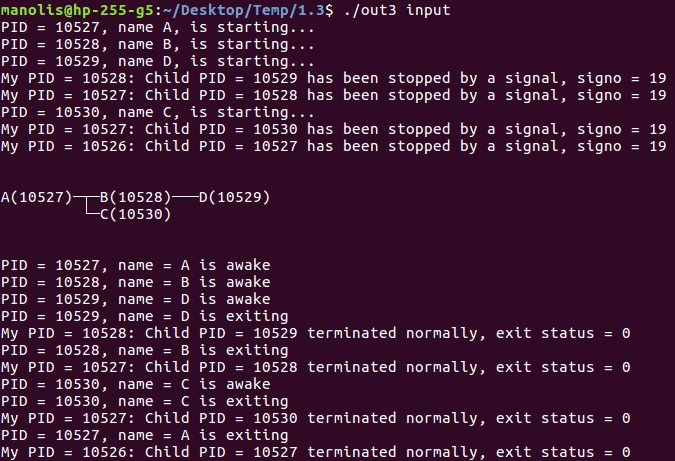 manolis@hp-255-g5:~/Desktop/Temp/1.3$ ./out3 input
PID = 10527, name A, is starting...
PID = 10528, name B, is starting...
PID = 10529, name D, is starting...
My PID = 10528: Child PID = 10529 has been stopped by a signal, signo = 19
My PID = 10527: Child PID = 10528 has been stopped by a signal, signo = 19
PID = 10530, name C, is starting...
My PID = 10527: Child PID = 10530 has been stopped by a signal, signo = 19
My PID = 10526: Child PID = 10527 has been stopped by a signal, signo = 19
A(10527)─┬─B(10528)───D(10529)
└─C(10530)
PID = 10527, name = A is awake
PID = 10528, name = B is awake
PID = 10529, name = D is awake
PID = 10529, name = D is exiting
My PID = 10528: Child PID = 10529 terminated normally, exit status = 0
PID = 10528, name = B is exiting
My PID = 10527: Child PID = 10528 terminated normally, exit status = 0
PID = 10530, name = C is awake
PID = 10530, name = C is exiting
My PID = 10527: Child PID = 10530 terminated normally, exit status = 0
PID = 10527, name = A is exiting
My PID = 10526: Child PID = 10527 terminated normally, exit status = 0